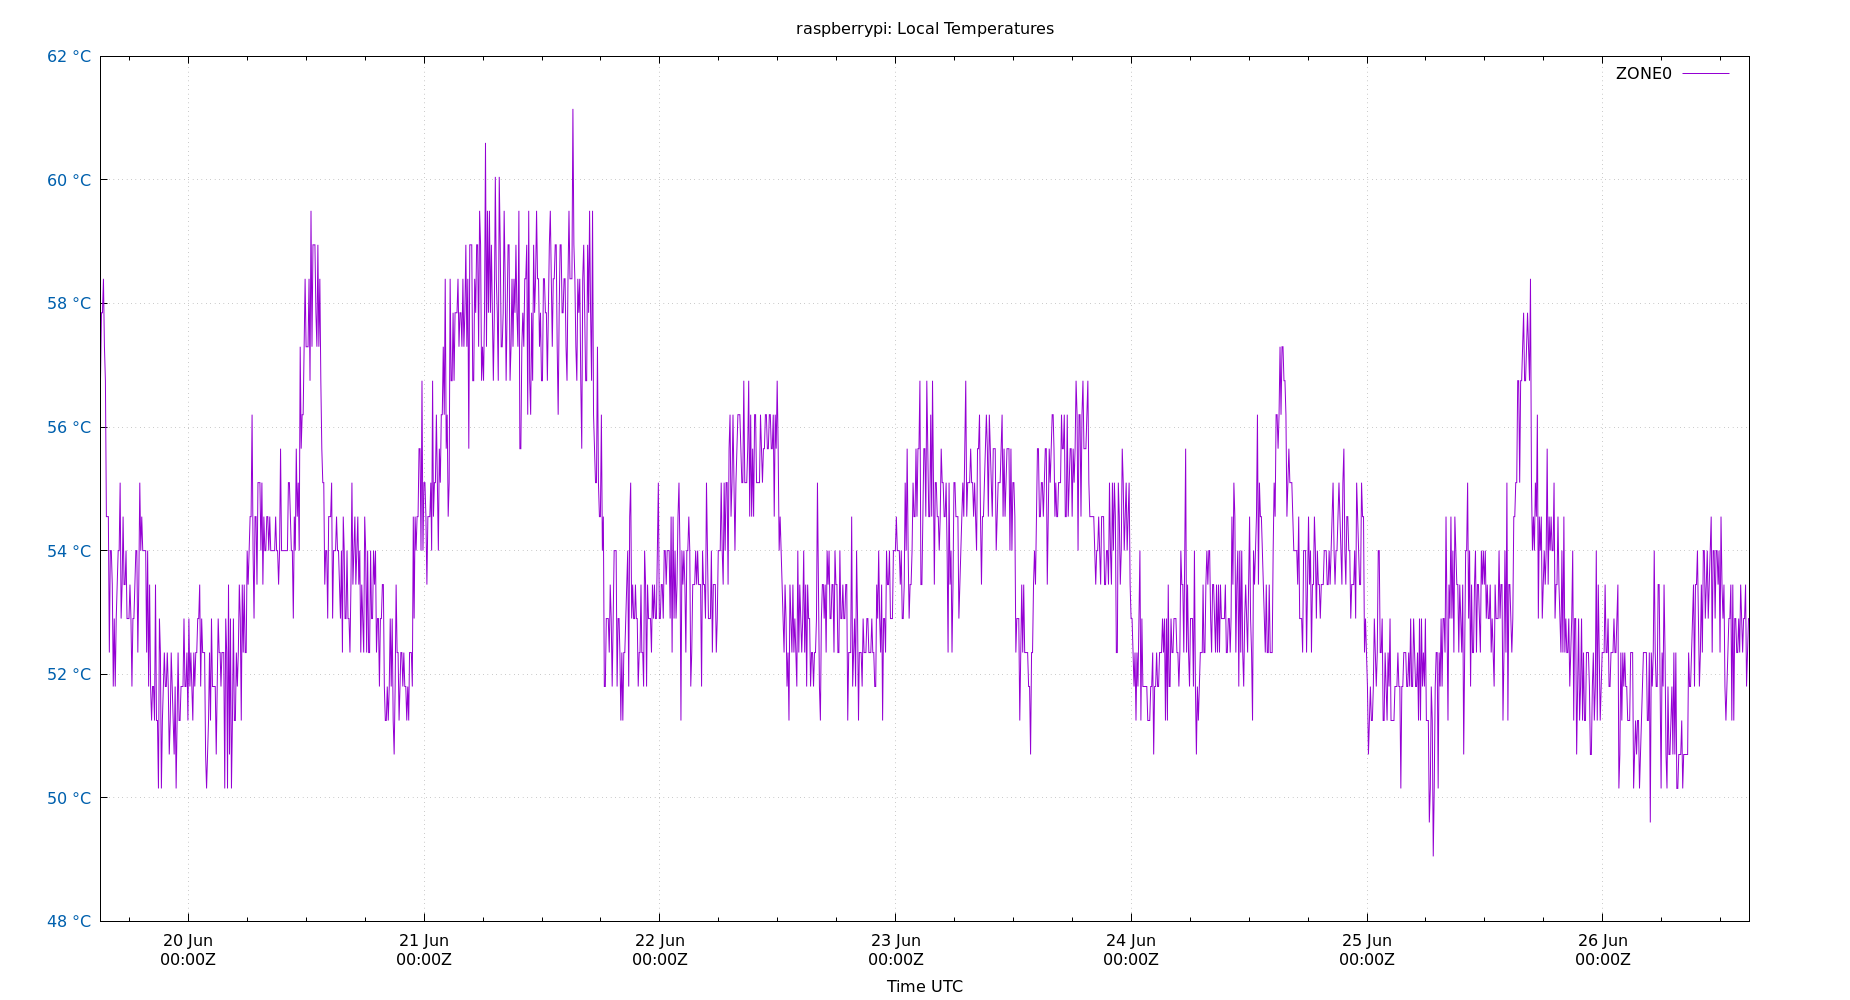 raspberrypi: Local Temperatures
62 °C
ZONE0
60 °C
58 °C
56 °C
54 °C
52 °C
50 °C
48 °C
20 Jun 21 Jun 22 Jun 23 Jun 24 Jun 25 Jun 26 Jun
00:00Z 00:00Z 00:00Z 00:00Z 00:00Z 00:00Z 00:00Z
Time UTC